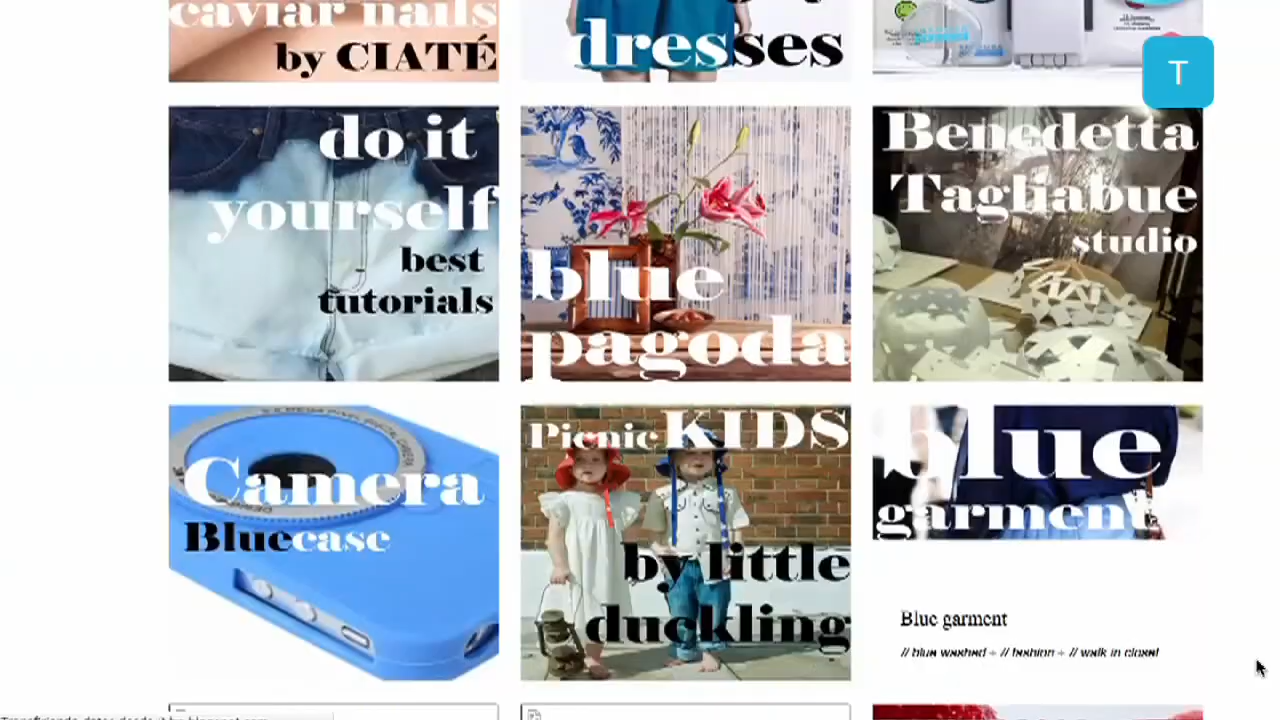 caviar nails
by CIATÉ
dresses
T
do it
yourself
best
tutorials
blue
pagoda
Benedetta
Tagliabue
studio
Camera
Bluecase
Picnic KIDS
by little
duckling
blue
garment
Blue garment
// blue washed + // fashion + // walk in closet